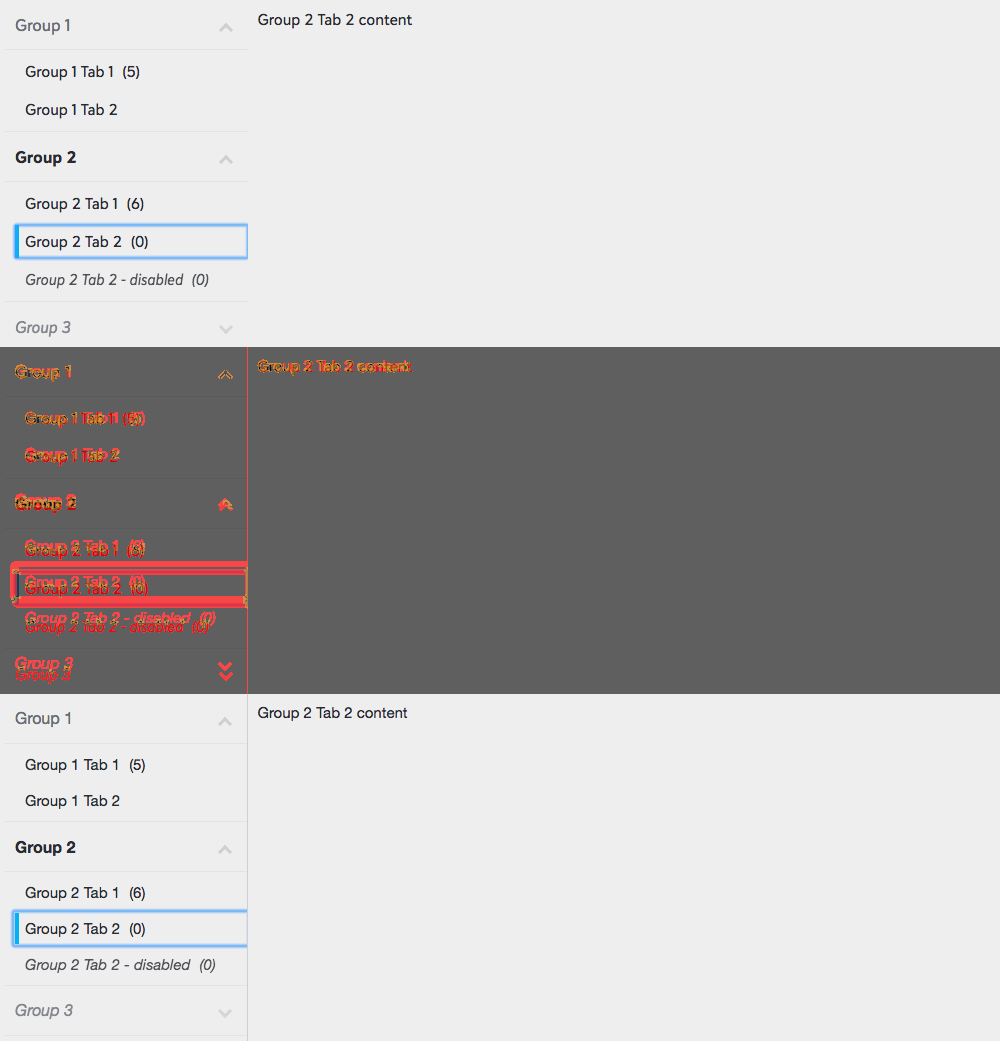 Group 1
Group 2 Tab 2 content
Group 1 Tab 1 (5)
Group 1 Tab 2
Group 2
Group 2 Tab 1 (6)
Group 2 Tab 2 (0)
Group 2 Tab 2 - disabled (0)
Group 3
Group 1
Group 2 Tab 2 content
Group 1 Tab 1 (5)
Group 1 Tab 2
Group 2
Group 2 Tab 1 (6)
Group 2 Tab 2 (0)
Group 2 Tab 2 - disabled (0)
Group 3
Group 1
Group 2 Tab 2 content
Group 1 Tab 1 (5)
Group 1 Tab 2
Group 2
Group 2 Tab 1 (6)
Group 2 Tab 2 (0)
Group 2 Tab 2 - disabled (0)
Group 3